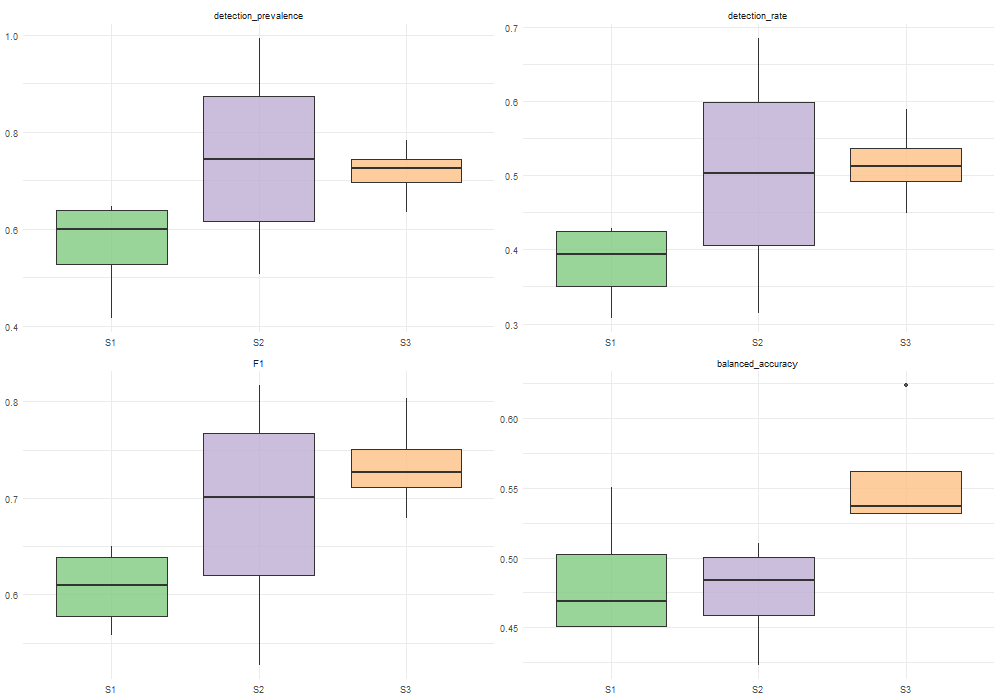 detection_prevalence
1.0
0.8
0.6
0.4
S1 S2 S3
detection_rate
0.7
0.6
0.5
0.4
0.3
S1 S2 S3
F1
0.8
0.7
0.6
S1 S2 S3
balanced_accuracy
0.60
0.55
0.50
0.45
S1 S2 S3